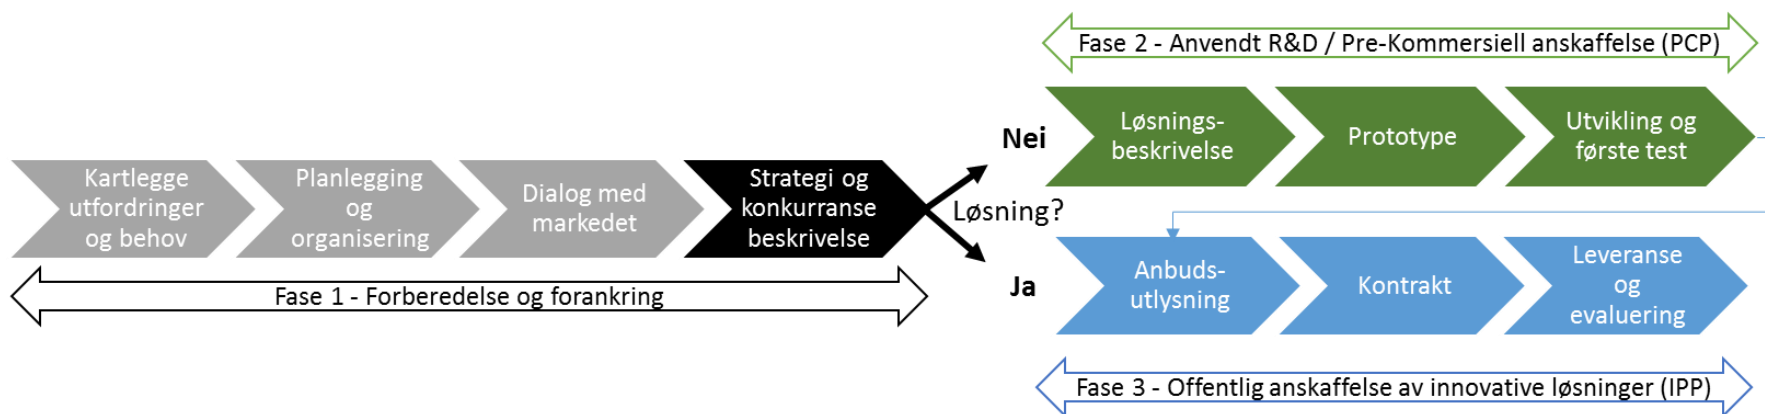 Fase 2 - Anvendt R&D / Pre-Kommersiell anskaffelse (PCP)
Kartlegge
utfordringer
og behov
Planlegging
og
organisering
Dialog med
markedet
Strategi og
konkurranse
beskrivelse
Løsning?
Nei
Løsnings-
beskrivelse
Prototype
Utvikling og
første test
Ja
Anbuds-
utlysning
Kontrakt
Leveranse
og
evaluering
Fase 1 - Forberedelse og forankring
Fase 3 - Offentlig anskaffelse av innovative løsninger (IPP)